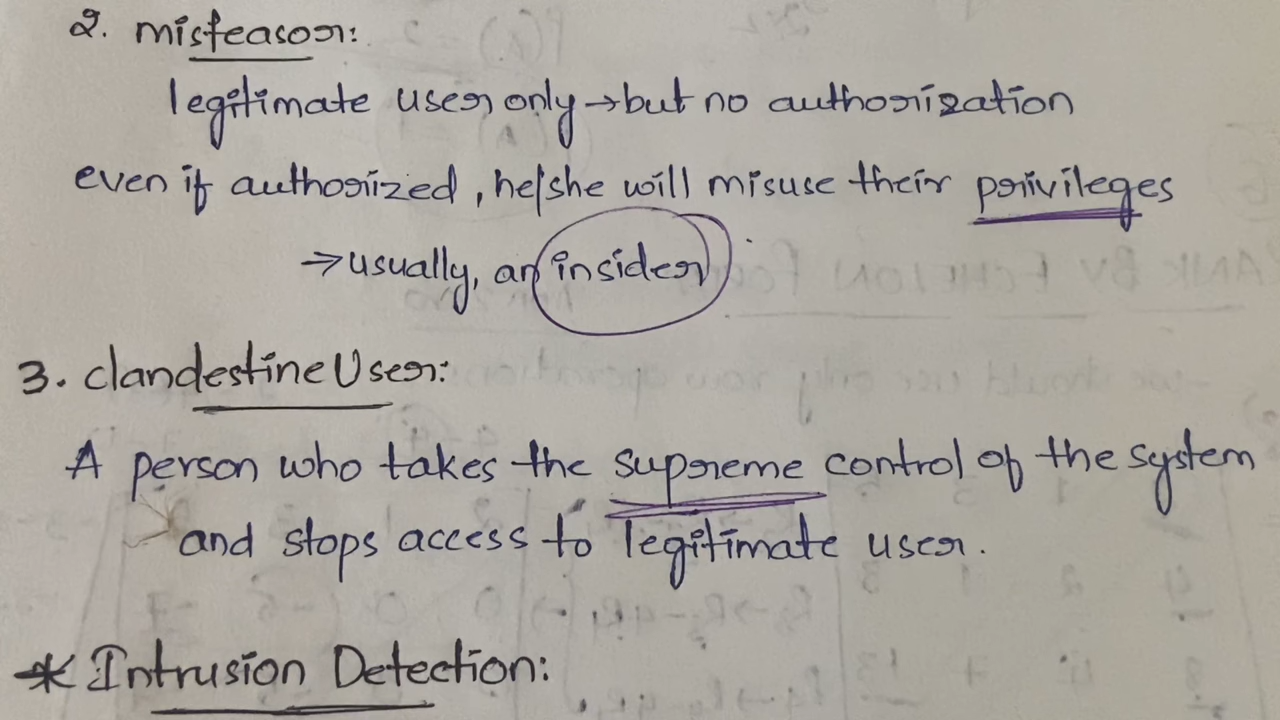 2. misfeasor:
legitimate user only → but no authorization
even if authorized, he/she will misuse their privileges
→ usually, an insider
3. clandestine User:
A person who takes the supreme control of the system
and stops access to legitimate user.
* Intrusion Detection: